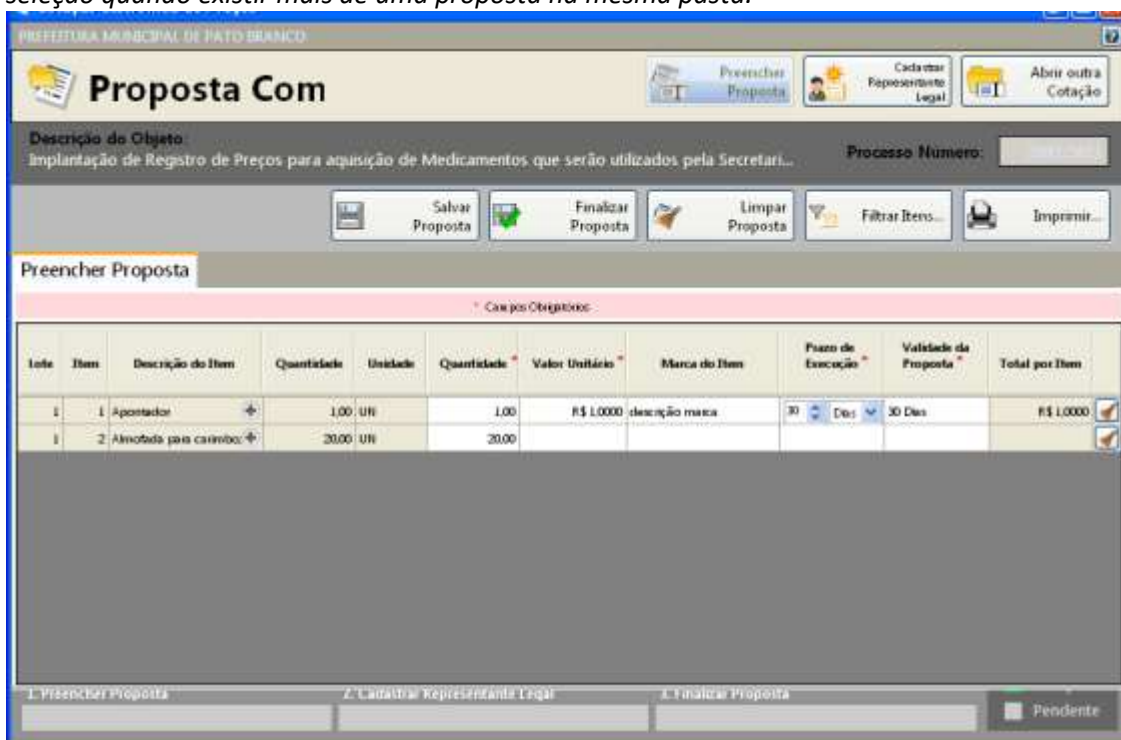 seleção quando existir mais de uma proposta na mesma pasta.
PREFEITURA MUNICIPAL DE PATO BRANCO
Proposta Com
Preencher Proposta
Cadastrar Representante Legal
Abrir outra Cotação
Descrição do Objeto:
Implantação de Registro de Preços para aquisição de Medicamentos que serão utilizados pela Secretari...
Processo Numero:
Salvar Proposta
Finalizar Proposta
Limpar Proposta
Filtrar Itens...
Imprimir...
Preencher Proposta
* Campos Obrigatórios
Lote Item Descrição do Item Quantidade Unidade Quantidade * Valor Unitário * Marca do Item Prazo de Execução * Validade da Proposta * Total por Item
1 1 Apontador 1,00 UN 1,00 R$ 1,0000 descrição marca 30 Dias 30 Dias R$ 1,0000
1 2 Almofada para carimbo: 20,00 UN 20,00
1. Preencher Proposta
2. Cadastrar Representante Legal
3. Finalizar Proposta
Pendente